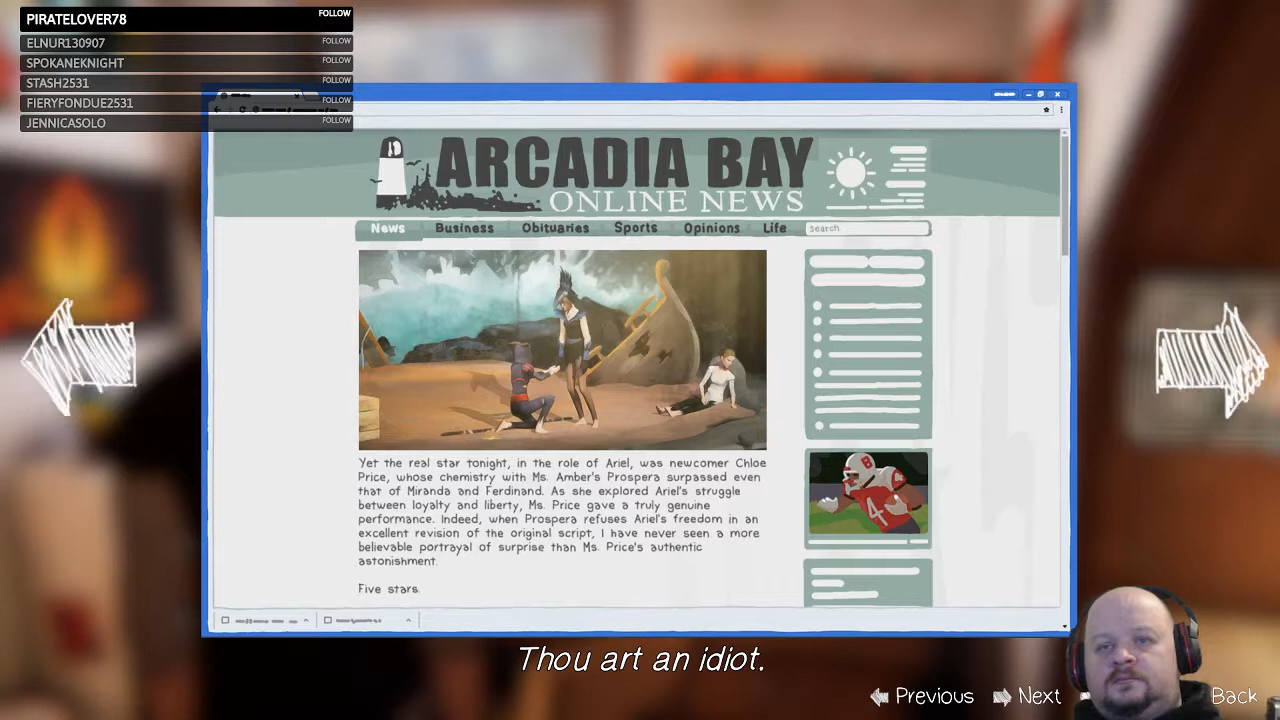 PIRATELOVER78 FOLLOW
ELNUR130907 FOLLOW
SPOKANEKNIGHT FOLLOW
STASH2531 FOLLOW
FIERYFONDUE2531 FOLLOW
JENNICASOLO FOLLOW
ARCADIA BAY
ONLINE NEWS
News Business Obituaries Sports Opinions Life search
Yet the real star tonight, in the role of Ariel, was newcomer Chloe
Price, whose chemistry with Ms. Amber's Prospera surpassed even
that of Miranda and Ferdinand. As she explored Ariel's struggle
between loyalty and liberty, Ms. Price gave a truly genuine
performance. Indeed, when Prospera refuses Ariel's freedom in an
excellent revision of the original script, I have never seen a more
believable portrayal of surprise than Ms. Price's authentic
astonishment.
Five stars.
B
4
Thou art an idiot.
Previous Next Back